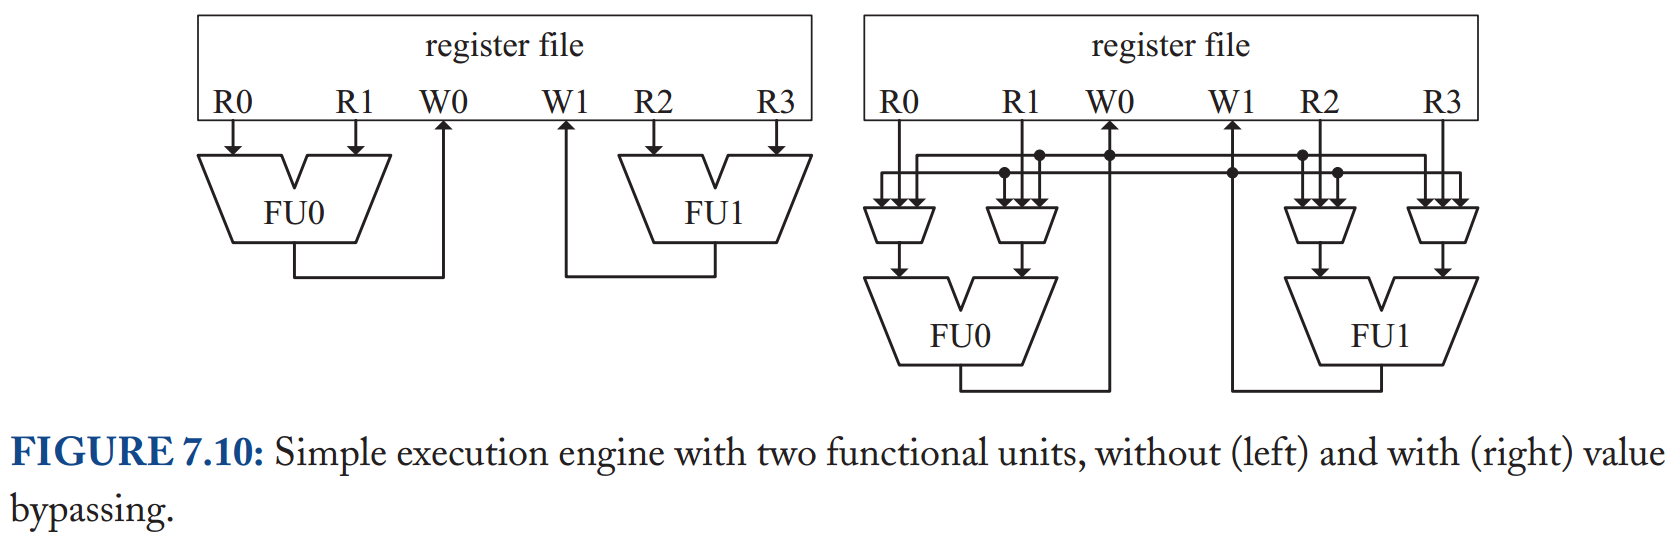 register file
R0 R1 W0 W1 R2 R3
FU0 FU1
register file
R0 R1 W0 W1 R2 R3
FU0 FU1
FIGURE 7.10: Simple execution engine with two functional units, without (left) and with (right) value
bypassing.